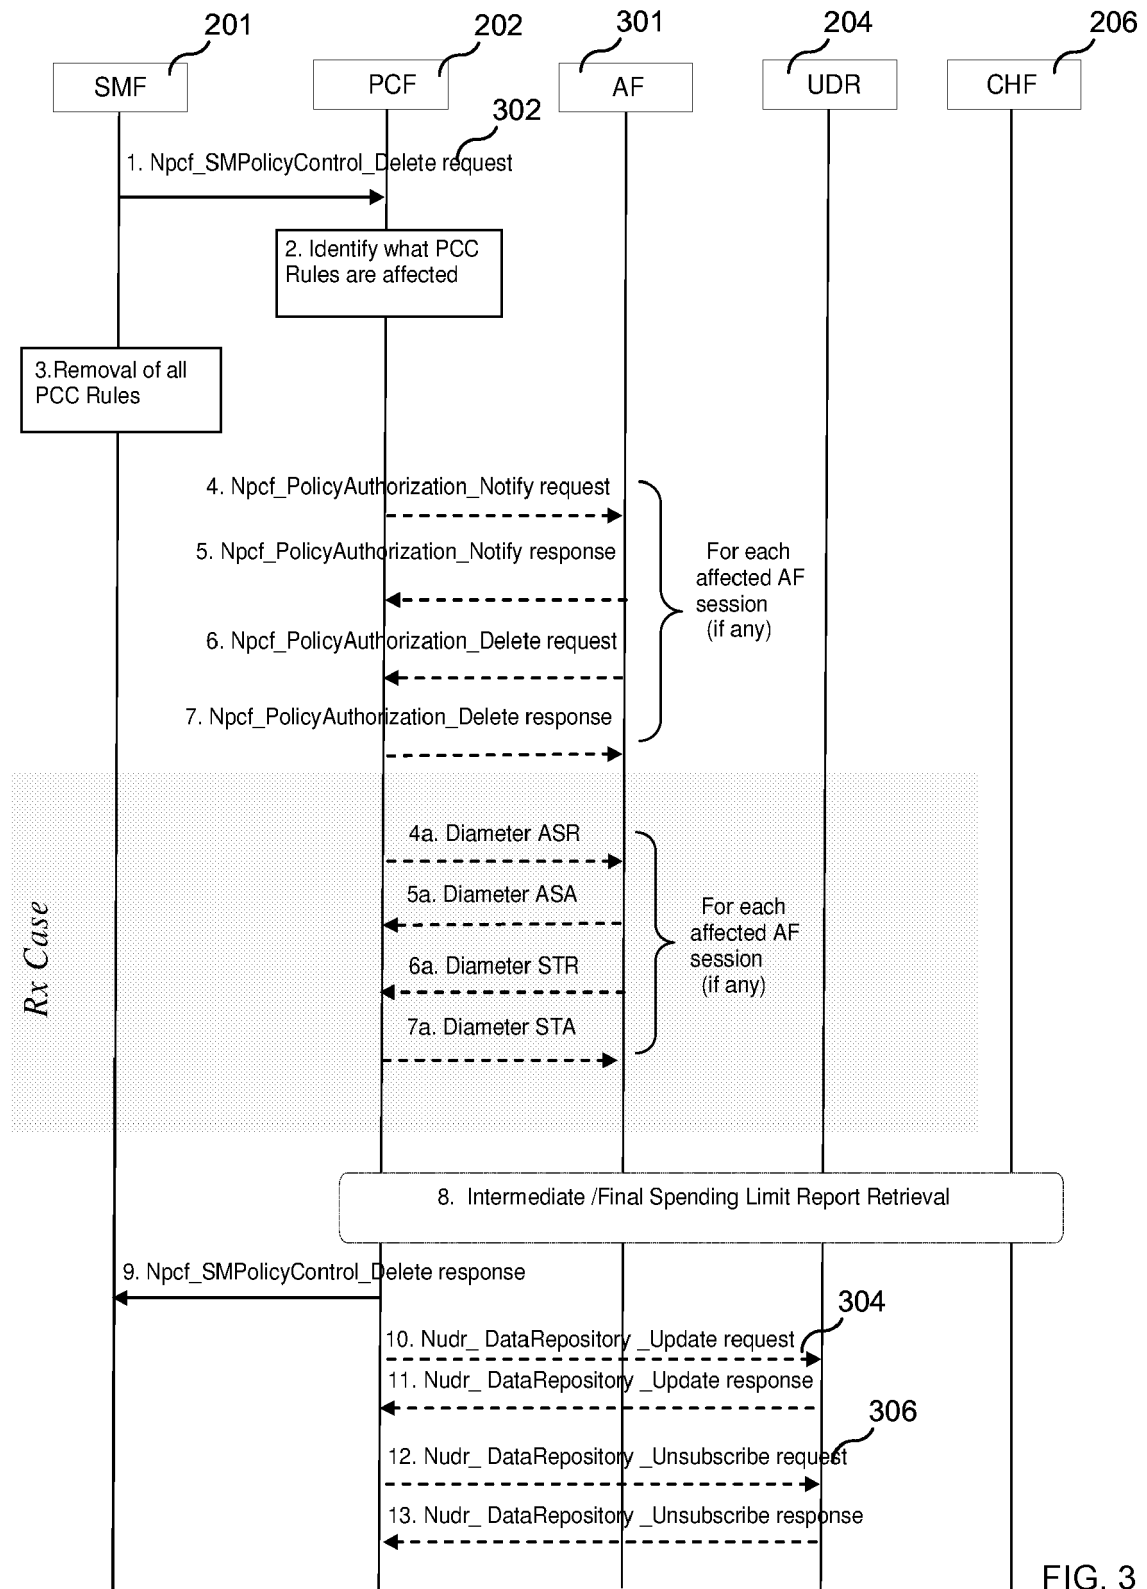 201
202
301
204
206
SMF
PCF
AF
UDR
CHF
302
1. Npcf_SMPolicyControl_Delete request
2. Identify what PCC
Rules are affected
3.Removal of all
PCC Rules
4. Npcf_PolicyAuthorization_Notify request
5. Npcf_PolicyAuthorization_Notify response
For each
affected AF
session
(if any)
6. Npcf_PolicyAuthorization_Delete request
7. Npcf_PolicyAuthorization_Delete response
Rx Case
4a. Diameter ASR
5a. Diameter ASA
For each
affected AF
session
(if any)
6a. Diameter STR
7a. Diameter STA
8. Intermediate /Final Spending Limit Report Retrieval
9. Npcf_SMPolicyControl_Delete response
304
10. Nudr_ DataRepository _Update request
11. Nudr_ DataRepository _Update response
306
12. Nudr_ DataRepository _Unsubscribe request
13. Nudr_ DataRepository _Unsubscribe response
FIG. 3